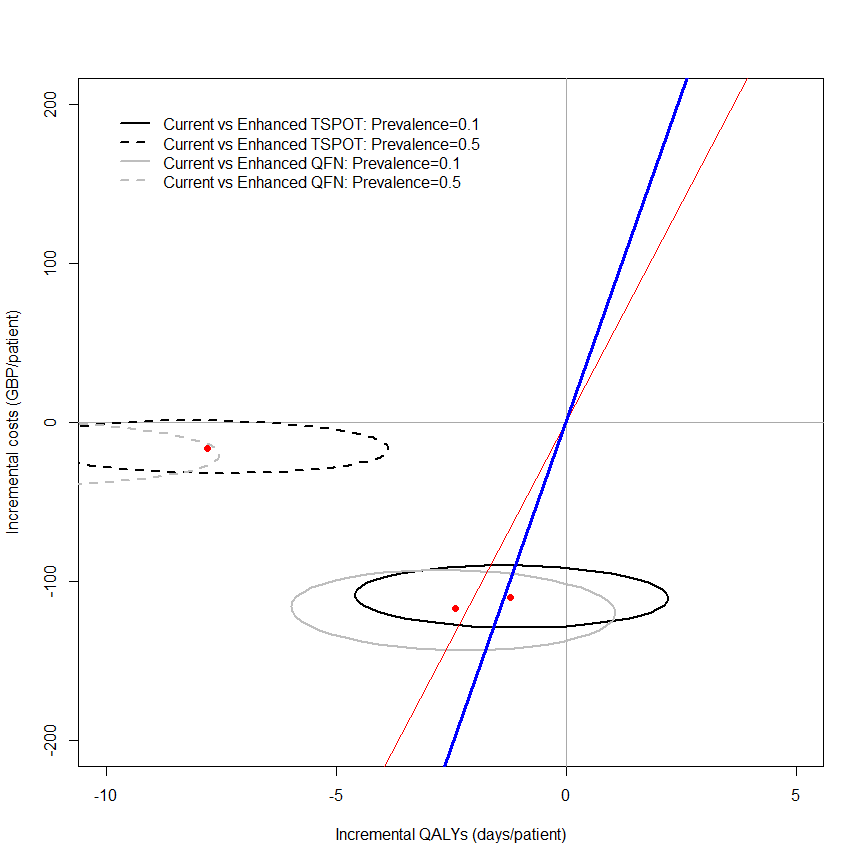 200
100
0
-100
-200
Incremental costs (GBP/patient)
Current vs Enhanced TSPOT: Prevalence=0.1
Current vs Enhanced TSPOT: Prevalence=0.5
Current vs Enhanced QFN: Prevalence=0.1
Current vs Enhanced QFN: Prevalence=0.5
-10
-5
0
5
Incremental QALYs (days/patient)